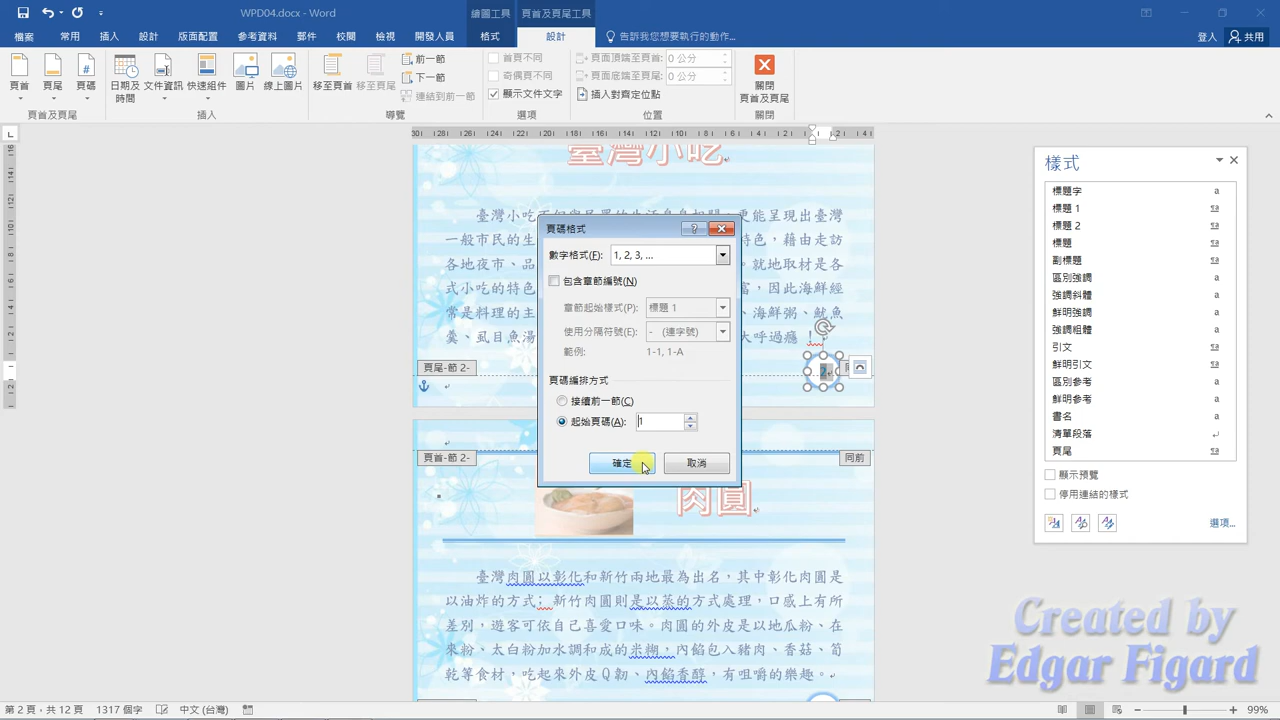 WPD04.docx - Word
繪圖工具
頁首及頁尾工具
檔案
常用
插入
設計
版面配置
參考資料
郵件
校閱
檢視
開發人員
格式
設計
告訴我您想要執行的動作...
登入
共用
頁首
頁尾
頁碼
日期及時間
文件資訊
快速組件
圖片
線上圖片
移至頁首
移至頁尾
前一節
下一節
連結到前一節
首頁不同
奇偶頁不同
顯示文件文字
頁首頂端至頁首:
0 公分
頁面底端至頁尾:
0 公分
插入對齊定位點
關閉
頁首及頁尾
頁首及頁尾
插入
導覽
選項
位置
關閉
臺灣小吃
臺灣小吃
更能呈現出臺灣
一般市民的生
特色,藉由走訪
各地夜市、品
。就地取材是各
式小吃的特色
富,因此海鮮經
常是料理的主
、海鮮粥、魷魚
羹、虱目魚湯
大呼過癮!
頁尾-節 2-
2
頁首-節 2-
同前
肉圓
臺灣肉圓以彰化和新竹兩地最為出名,其中彰化肉圓是
以油炸的方式;新竹肉圓則是以蒸的方式處理,口感上有所
差別,遊客可依自己喜愛口味。肉圓的外皮是以地瓜粉、在
來粉、太白粉加水調和成的米糊,內餡包入豬肉、香菇、筍
乾等食材,吃起來外皮Q韌、內餡香醇,有咀嚼的樂趣。
頁碼格式
數字格式(F):
1, 2, 3, ...
包含章節編號(N)
章節起始樣式(P):
標題 1
使用分隔符號(E):
- (連字號)
範例:
1-1, 1-A
頁碼編排方式
接續前一節(C)
起始頁碼(A):
1
確定
取消
樣式
標題字
標題 1
標題 2
標題
副標題
區別強調
強調斜體
鮮明強調
強調粗體
引文
鮮明引文
區別參考
鮮明參考
書名
清單段落
頁尾
顯示預覽
停用連結的樣式
選項...
Created by
Edgar Figard
第 2 頁,共 12 頁
1317 個字
中文 (台灣)
99%